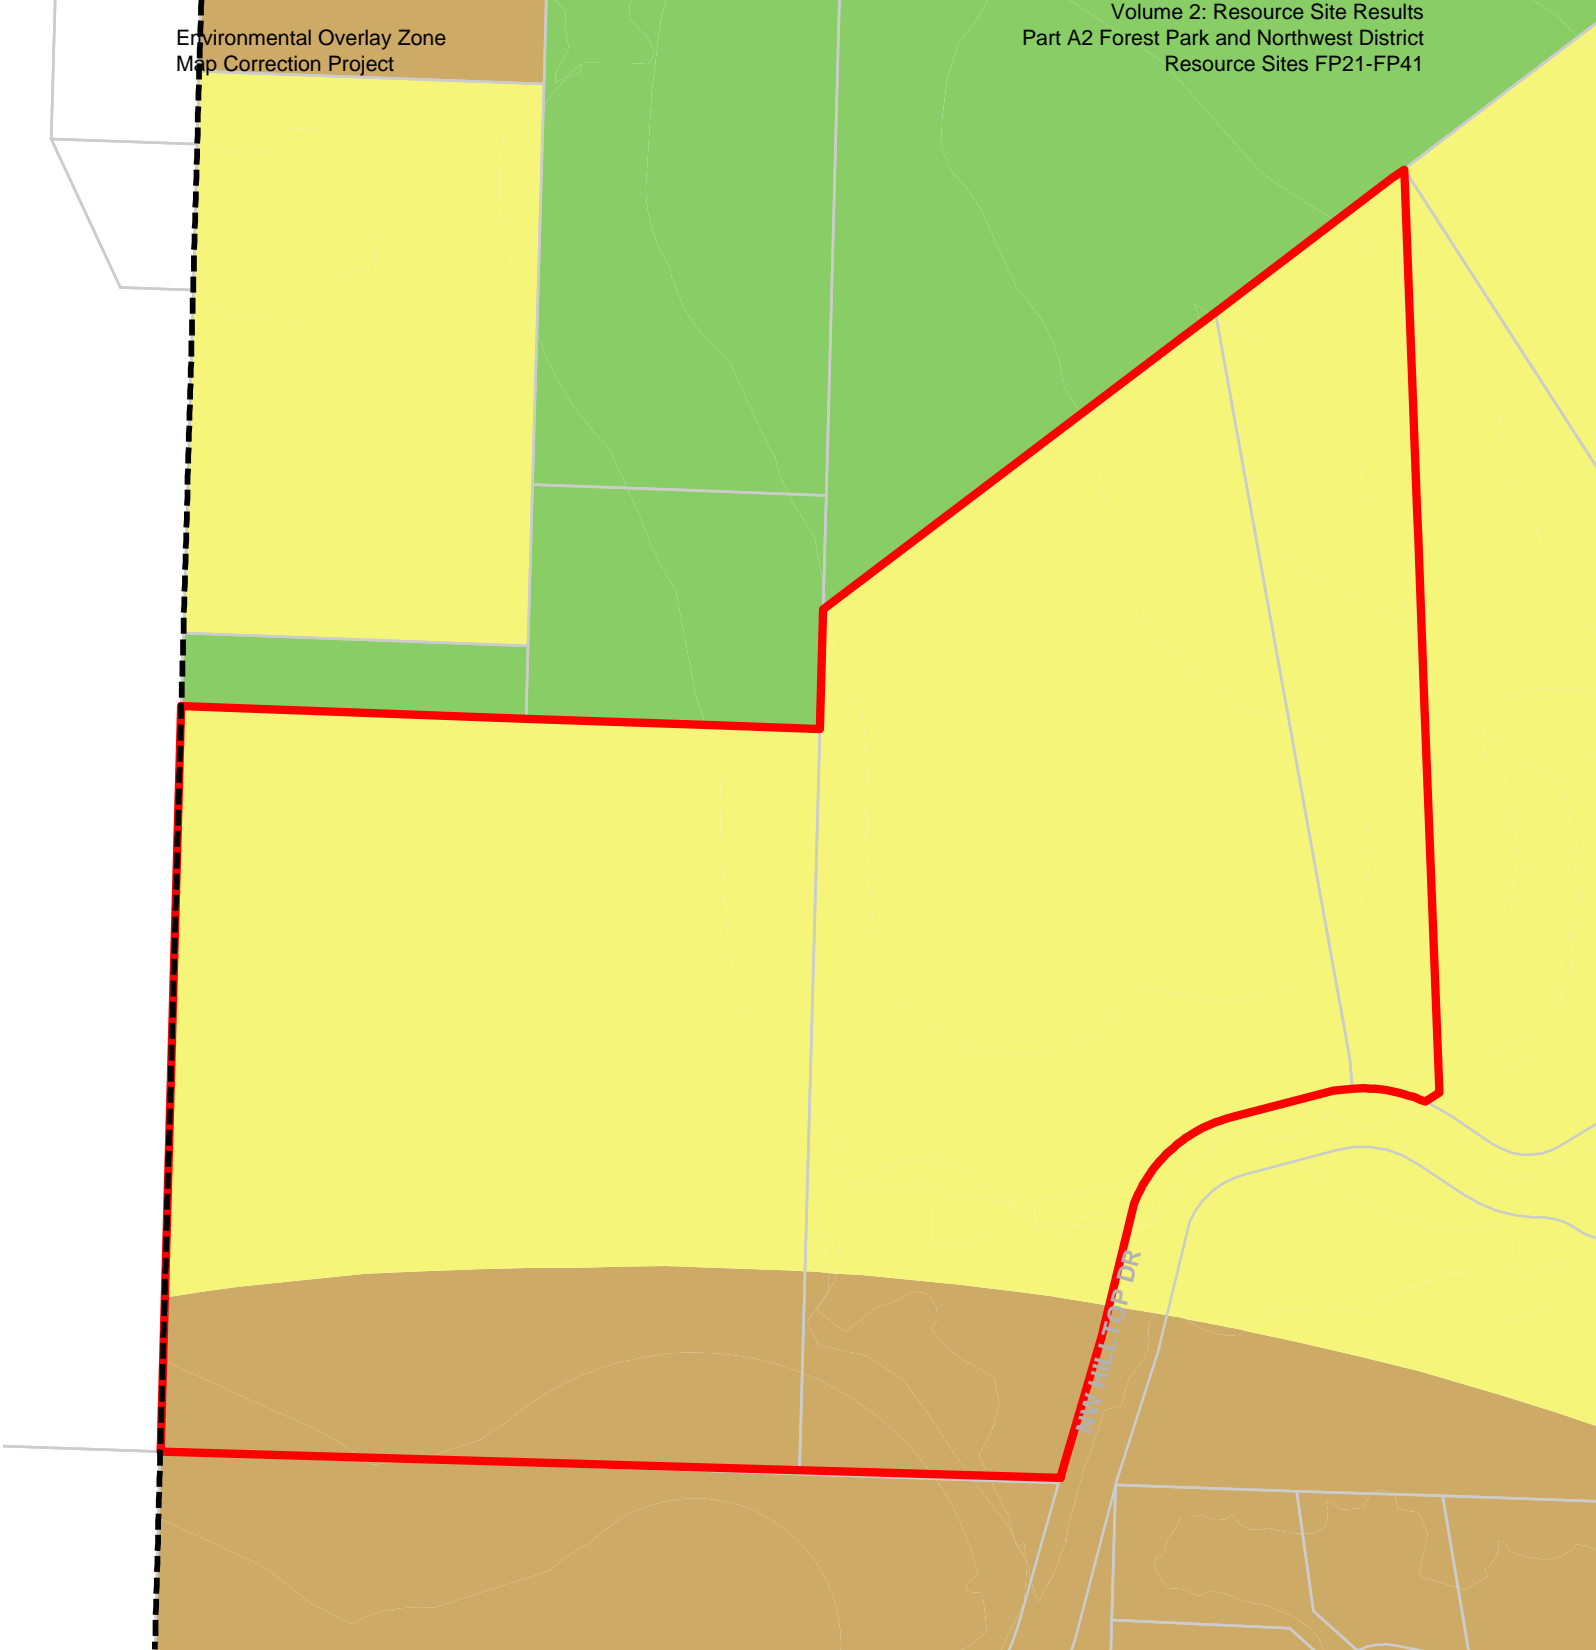 Environmental Overlay Zone
Map Correction Project
Volume 2: Resource Site Results
Part A2 Forest Park and Northwest District
Resource Sites FP21-FP41
NW HILLTOP DR